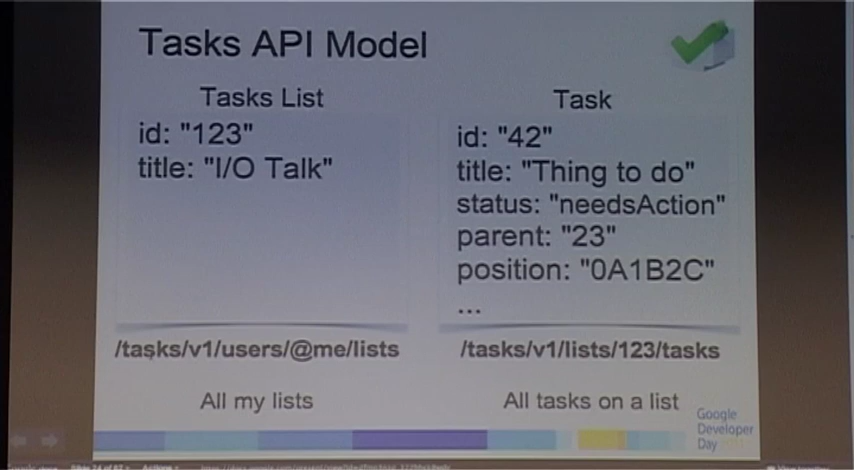 Tasks API Model
Tasks List
id: "123"
title: "I/O Talk"
/tasks/v1/users/@me/lists
All my lists
Task
id: "42"
title: "Thing to do"
status: "needsAction"
parent: "23"
position: "0A1B2C"
...
/tasks/v1/lists/123/tasks
All tasks on a list
Google
Developer
Day